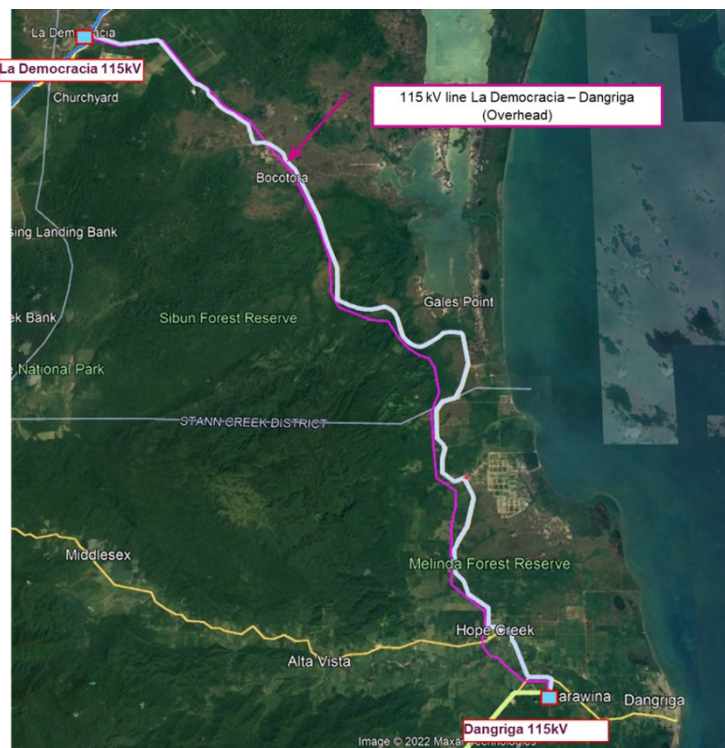 La Democracia
La Democracia 115kV
Churchyard
115 kV line La Democracia – Dangriga
(Overhead)
Bocotora
sing Landing Bank
Gales Point
Sibun Forest Reserve
ek Bank
e National Park
STANN CREEK DISTRICT
Middlesex
Melinda Forest Reserve
Hope Creek
Alta Vista
arawina
Dangriga
Dangriga 115kV
Image © 2022 Maxar Technologies